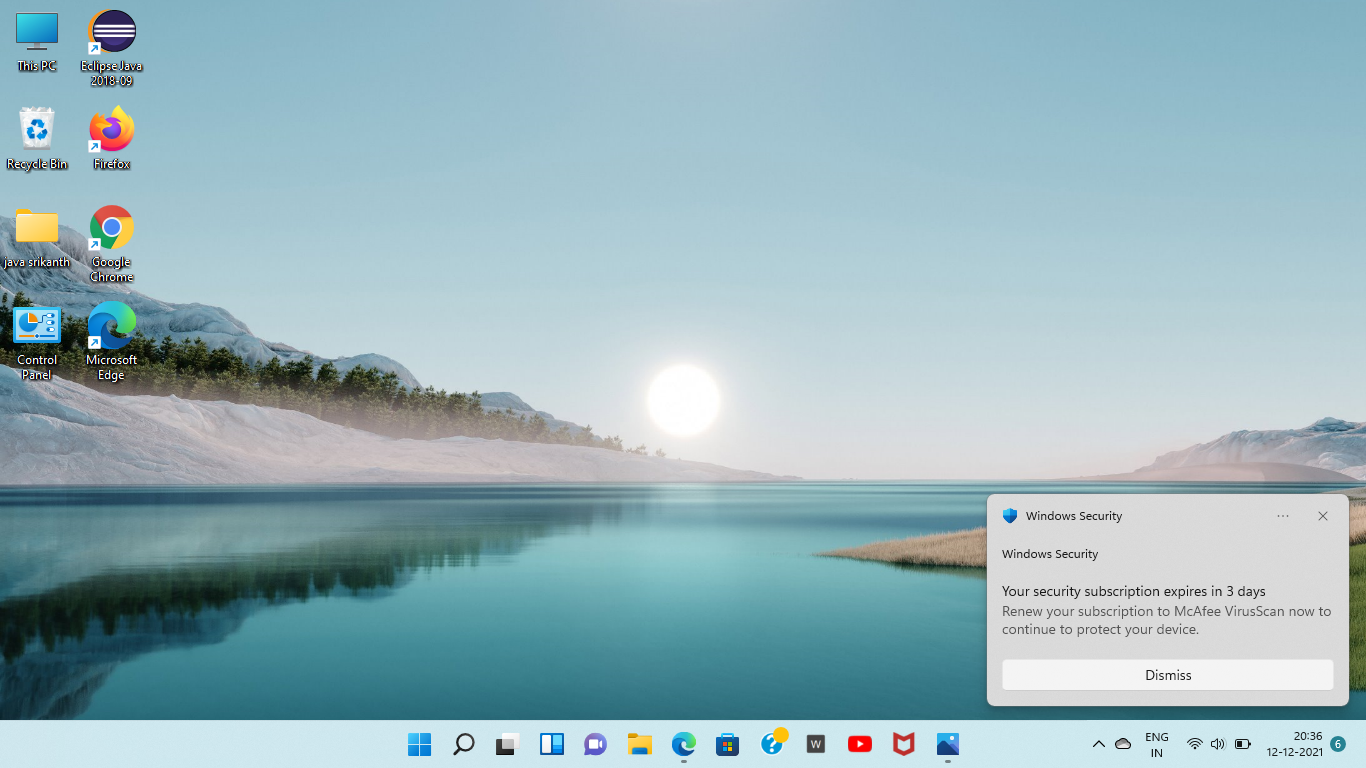 This PC
Eclipse Java
2018-09
Recycle Bin
Firefox
java srikanth
Google
Chrome
Control
Panel
Microsoft
Edge
Windows Security
Windows Security
Your security subscription expires in 3 days
Renew your subscription to McAfee VirusScan now to
continue to protect your device.
Dismiss
?
W
ENG
IN
20:36
12-12-2021
6